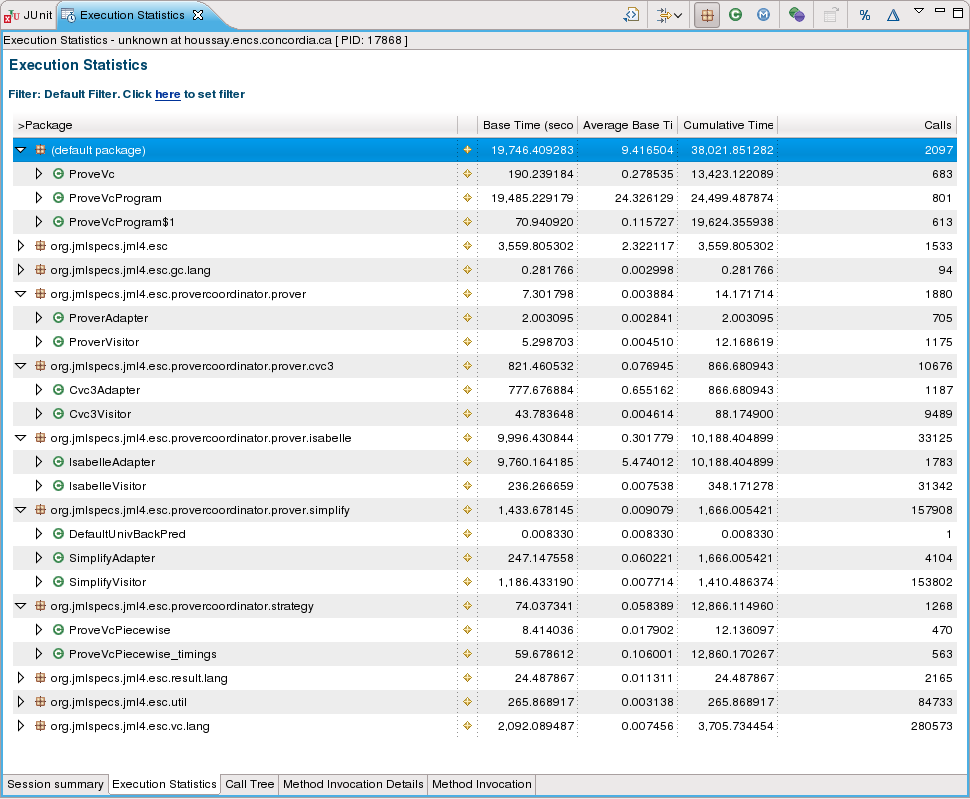 JUnit Execution Statistics
Execution Statistics - unknown at houssay.encs.concordia.ca [ PID: 17868 ]
Execution Statistics
Filter: Default Filter. Click here to set filter
>Package Base Time (seco Average Base Ti Cumulative Time Calls
(default package) 19,746.409283 9.416504 38,021.851282 2097
ProveVc 190.239184 0.278535 13,423.122089 683
ProveVcProgram 19,485.229179 24.326129 24,499.487874 801
ProveVcProgram$1 70.940920 0.115727 19,624.355938 613
org.jmlspecs.jml4.esc 3,559.805302 2.322117 3,559.805302 1533
org.jmlspecs.jml4.esc.gc.lang 0.281766 0.002998 0.281766 94
org.jmlspecs.jml4.esc.provercoordinator.prover 7.301798 0.003884 14.171714 1880
ProverAdapter 2.003095 0.002841 2.003095 705
ProverVisitor 5.298703 0.004510 12.168619 1175
org.jmlspecs.jml4.esc.provercoordinator.prover.cvc3 821.460532 0.076945 866.680943 10676
Cvc3Adapter 777.676884 0.655162 866.680943 1187
Cvc3Visitor 43.783648 0.004614 88.174900 9489
org.jmlspecs.jml4.esc.provercoordinator.prover.isabelle 9,996.430844 0.301779 10,188.404899 33125
IsabelleAdapter 9,760.164185 5.474012 10,188.404899 1783
IsabelleVisitor 236.266659 0.007538 348.171278 31342
org.jmlspecs.jml4.esc.provercoordinator.prover.simplify 1,433.678145 0.009079 1,666.005421 157908
DefaultUnivBackPred 0.008330 0.008330 0.008330 1
SimplifyAdapter 247.147558 0.060221 1,666.005421 4104
SimplifyVisitor 1,186.433190 0.007714 1,410.486374 153802
org.jmlspecs.jml4.esc.provercoordinator.strategy 74.037341 0.058389 12,866.114960 1268
ProveVcPiecewise 8.414036 0.017902 12.136097 470
ProveVcPiecewise_timings 59.678612 0.106001 12,860.170267 563
org.jmlspecs.jml4.esc.result.lang 24.487867 0.011311 24.487867 2165
org.jmlspecs.jml4.esc.util 265.868917 0.003138 265.868917 84733
org.jmlspecs.jml4.esc.vc.lang 2,092.089487 0.007456 3,705.734454 280573
Session summary Execution Statistics Call Tree Method Invocation Details Method Invocation